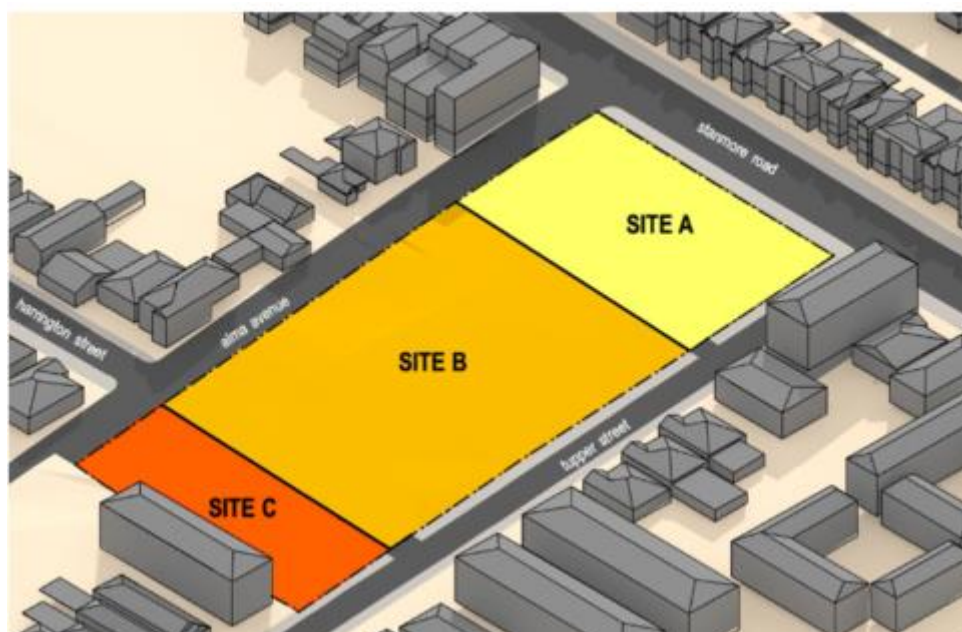 stanmore road
SITE A
alma avenue
harrington street
SITE B
tupper street
SITE C